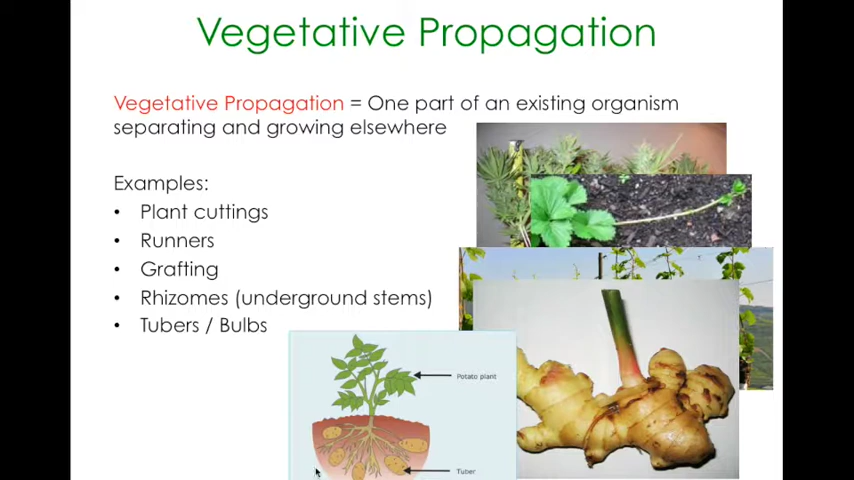 Vegetative Propagation
Vegetative Propagation = One part of an existing organism
separating and growing elsewhere
Examples:
• Plant cuttings
• Runners
• Grafting
• Rhizomes (underground stems)
• Tubers / Bulbs
Potato plant
Tuber